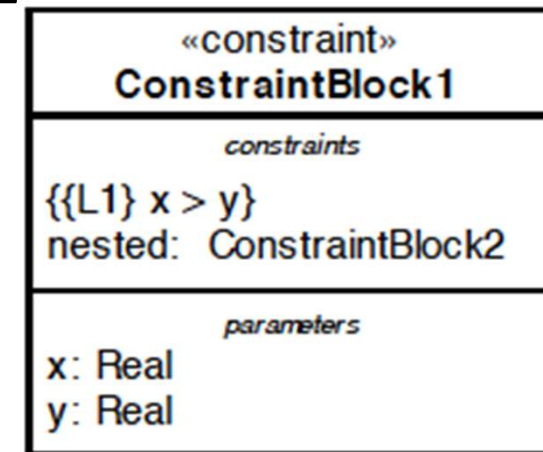 «constraint»
ConstraintBlock1
constraints
{{L1} x > y}
nested: ConstraintBlock2
parameters
x: Real
y: Real